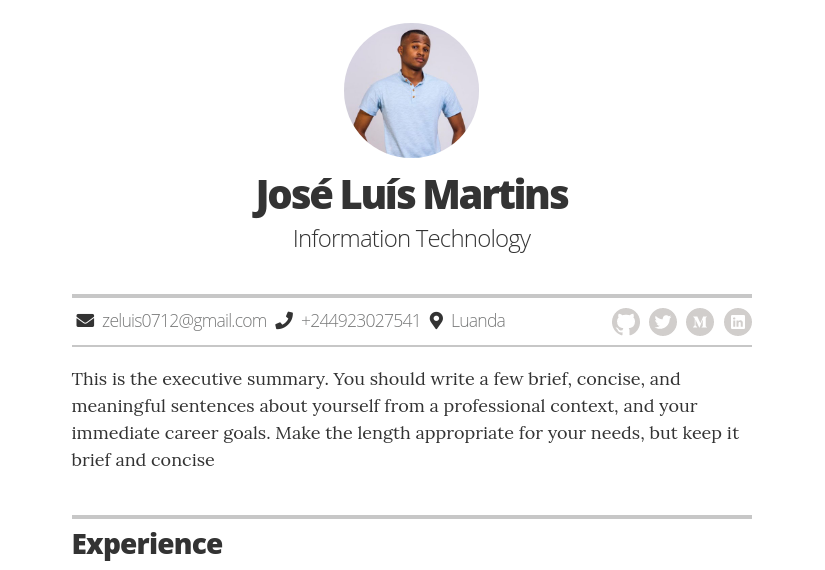 José Luís Martins
Information Technology
zeluis0712@gmail.com +244923027541 Luanda
This is the executive summary. You should write a few brief, concise, and
meaningful sentences about yourself from a professional context, and your
immediate career goals. Make the length appropriate for your needs, but keep it
brief and concise
Experience